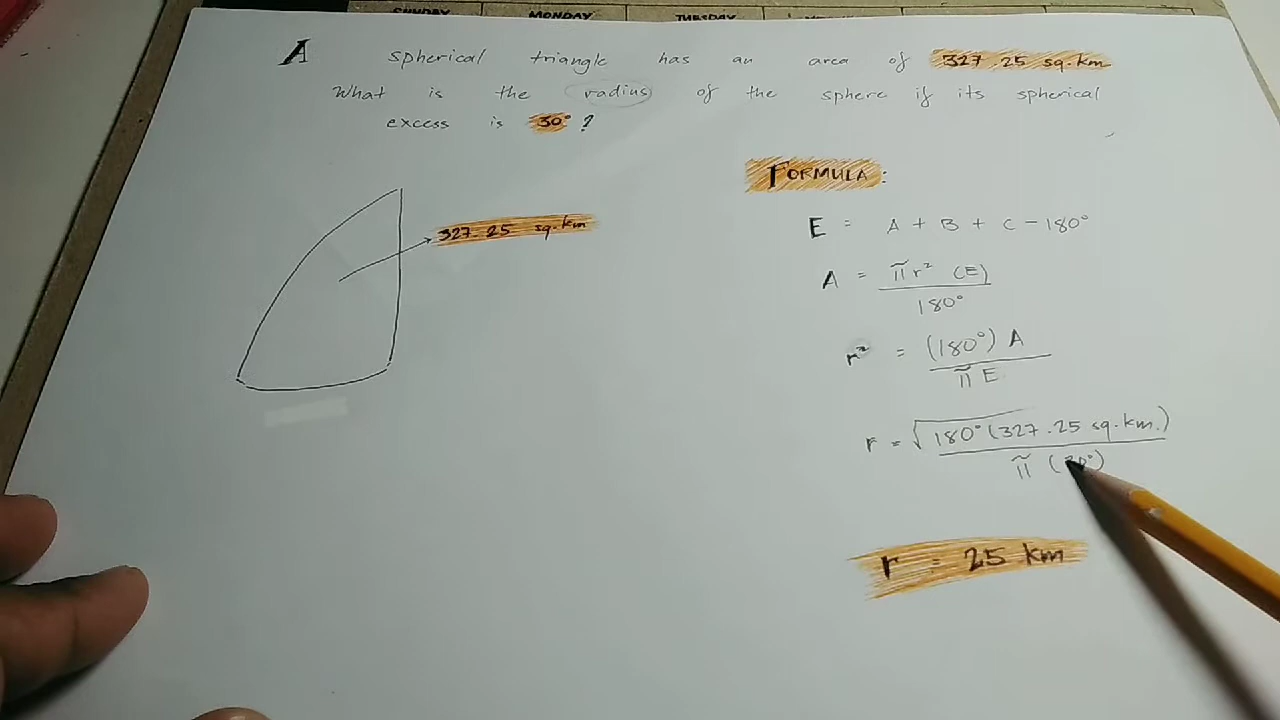 SUNDAY MONDAY TUESDAY
A spherical triangle has an area of 327.25 sq.km
What is the radius of the sphere if its spherical
excess is 30° ?
327.25 sq.km
FORMULA:
E = A + B + C - 180°
A = πr² (E) / 180°
r² = (180°) A / π E
r = √180° (327.25 sq.km.) / π (30°)
r = 25 km